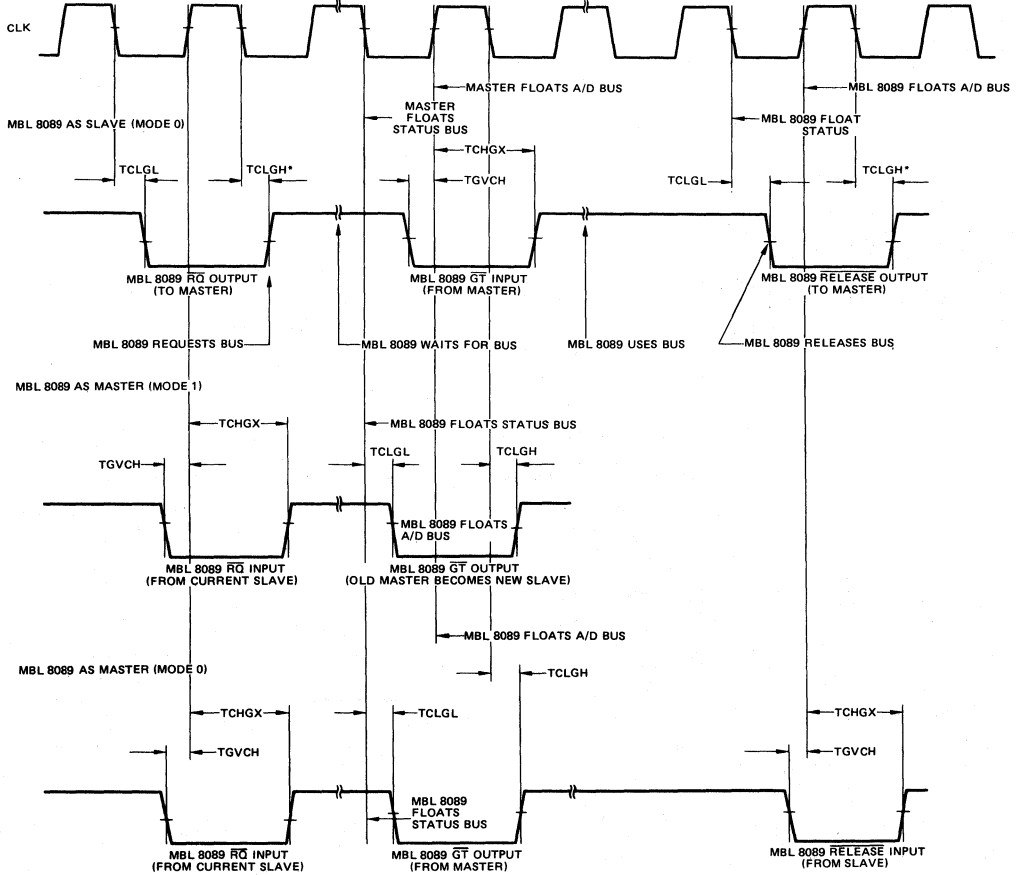 CLK
MASTER FLOATS A/D BUS
MBL 8089 FLOATS A/D BUS
MBL 8089 AS SLAVE (MODE 0)
MASTER
FLOATS
STATUS BUS
MBL 8089 FLOAT
STATUS
TCHGX
TCLGL
TCLGH*
TGVCH
TCLGL
TCLGH*
MBL 8089 RQ OUTPUT
(TO MASTER)
MBL 8089 GT INPUT
(FROM MASTER)
MBL 8089 RELEASE OUTPUT
(TO MASTER)
MBL 8089 REQUESTS BUS
MBL 8089 WAITS FOR BUS
MBL 8089 USES BUS
MBL 8089 RELEASES BUS
MBL 8089 AS MASTER (MODE 1)
TCHGX
MBL 8089 FLOATS STATUS BUS
TGVCH
TCLGL
TCLGH
MBL 8089 FLOATS
A/D BUS
MBL 8089 RQ INPUT
(FROM CURRENT SLAVE)
MBL 8089 GT OUTPUT
(OLD MASTER BECOMES NEW SLAVE)
MBL 8089 FLOATS A/D BUS
MBL 8089 AS MASTER (MODE 0)
TCLGH
TCHGX
TCLGL
TCHGX
TGVCH
TGVCH
MBL 8089
FLOATS
STATUS BUS
MBL 8089 RQ INPUT
(FROM CURRENT SLAVE)
MBL 8089 GT OUTPUT
(FROM MASTER)
MBL 8089 RELEASE INPUT
(FROM SLAVE)